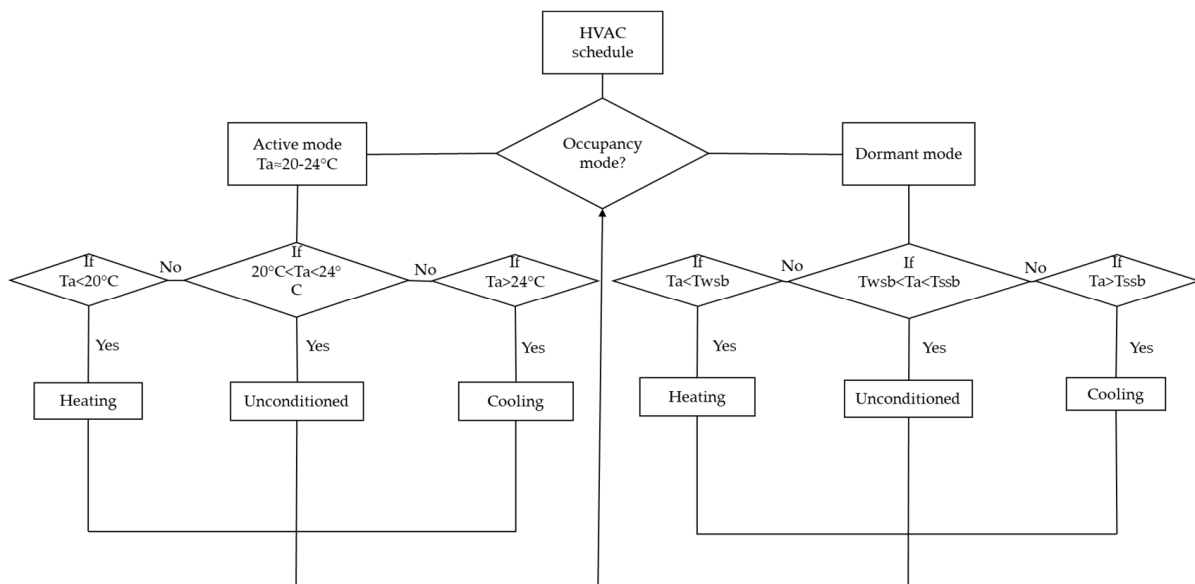 HVAC
schedule
Occupancy
mode?
Active mode
Ta≈20-24°C
Dormant mode
If
Ta<20°C
No
If
20°C<Ta<24°
C
No
If
Ta>24°C
If
Ta<Twsb
No
If
Twsb<Ta<Tssb
No
If
Ta>Tssb
Yes
Yes
Yes
Yes
Yes
Yes
Heating
Unconditioned
Cooling
Heating
Unconditioned
Cooling